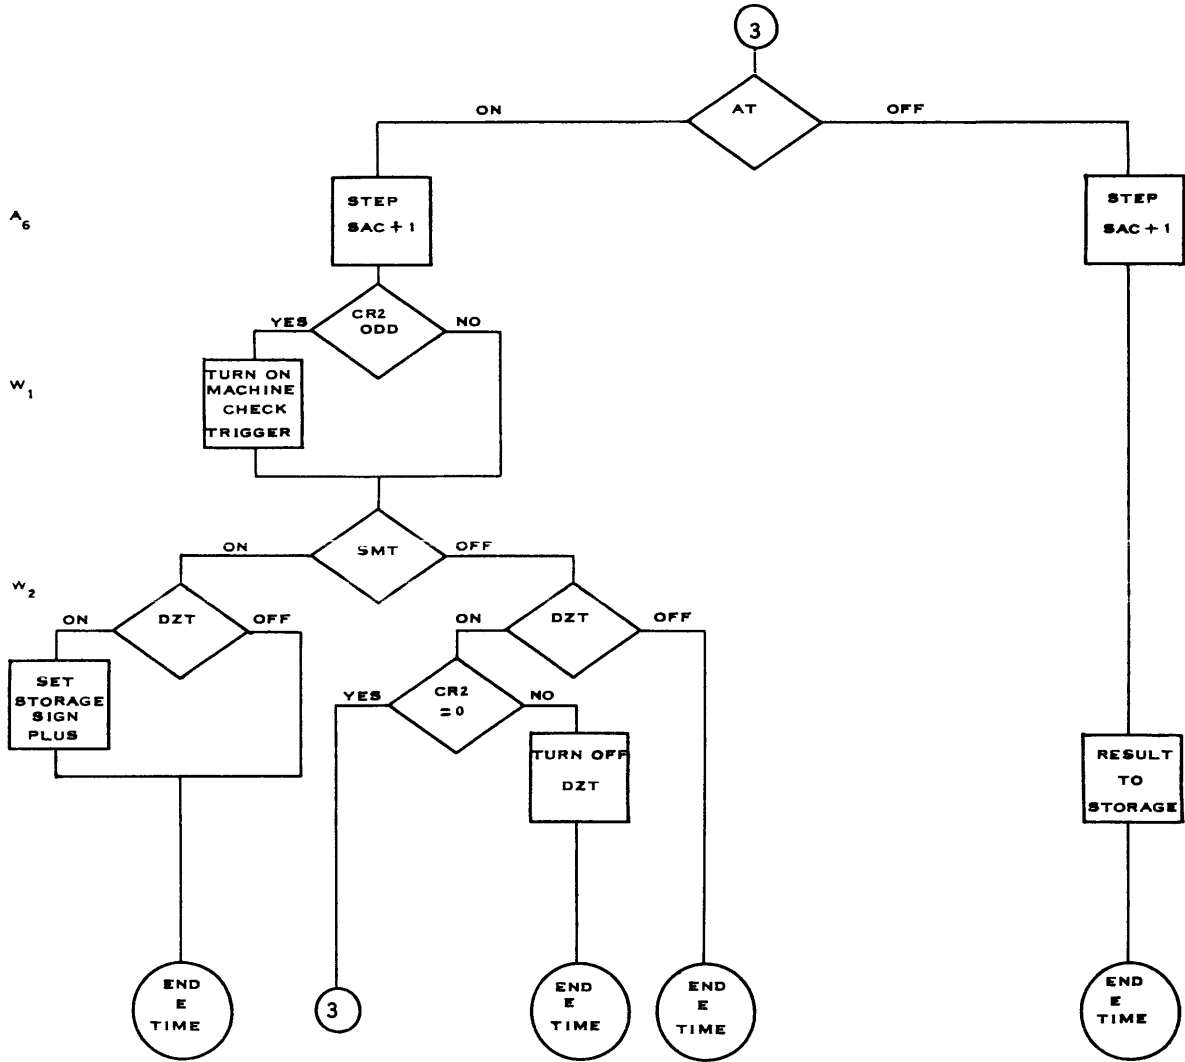 3
AT
ON
OFF
A6
STEP
SAC + 1
STEP
SAC + 1
CR2
ODD
YES
NO
W1
TURN ON
MACHINE
CHECK
TRIGGER
SMT
ON
OFF
W2
DZT
ON
OFF
DZT
ON
OFF
SET
STORAGE
SIGN
PLUS
CR2
=0
YES
NO
TURN OFF
DZT
RESULT
TO
STORAGE
END
E
TIME
3
END
E
TIME
END
E
TIME
END
E
TIME